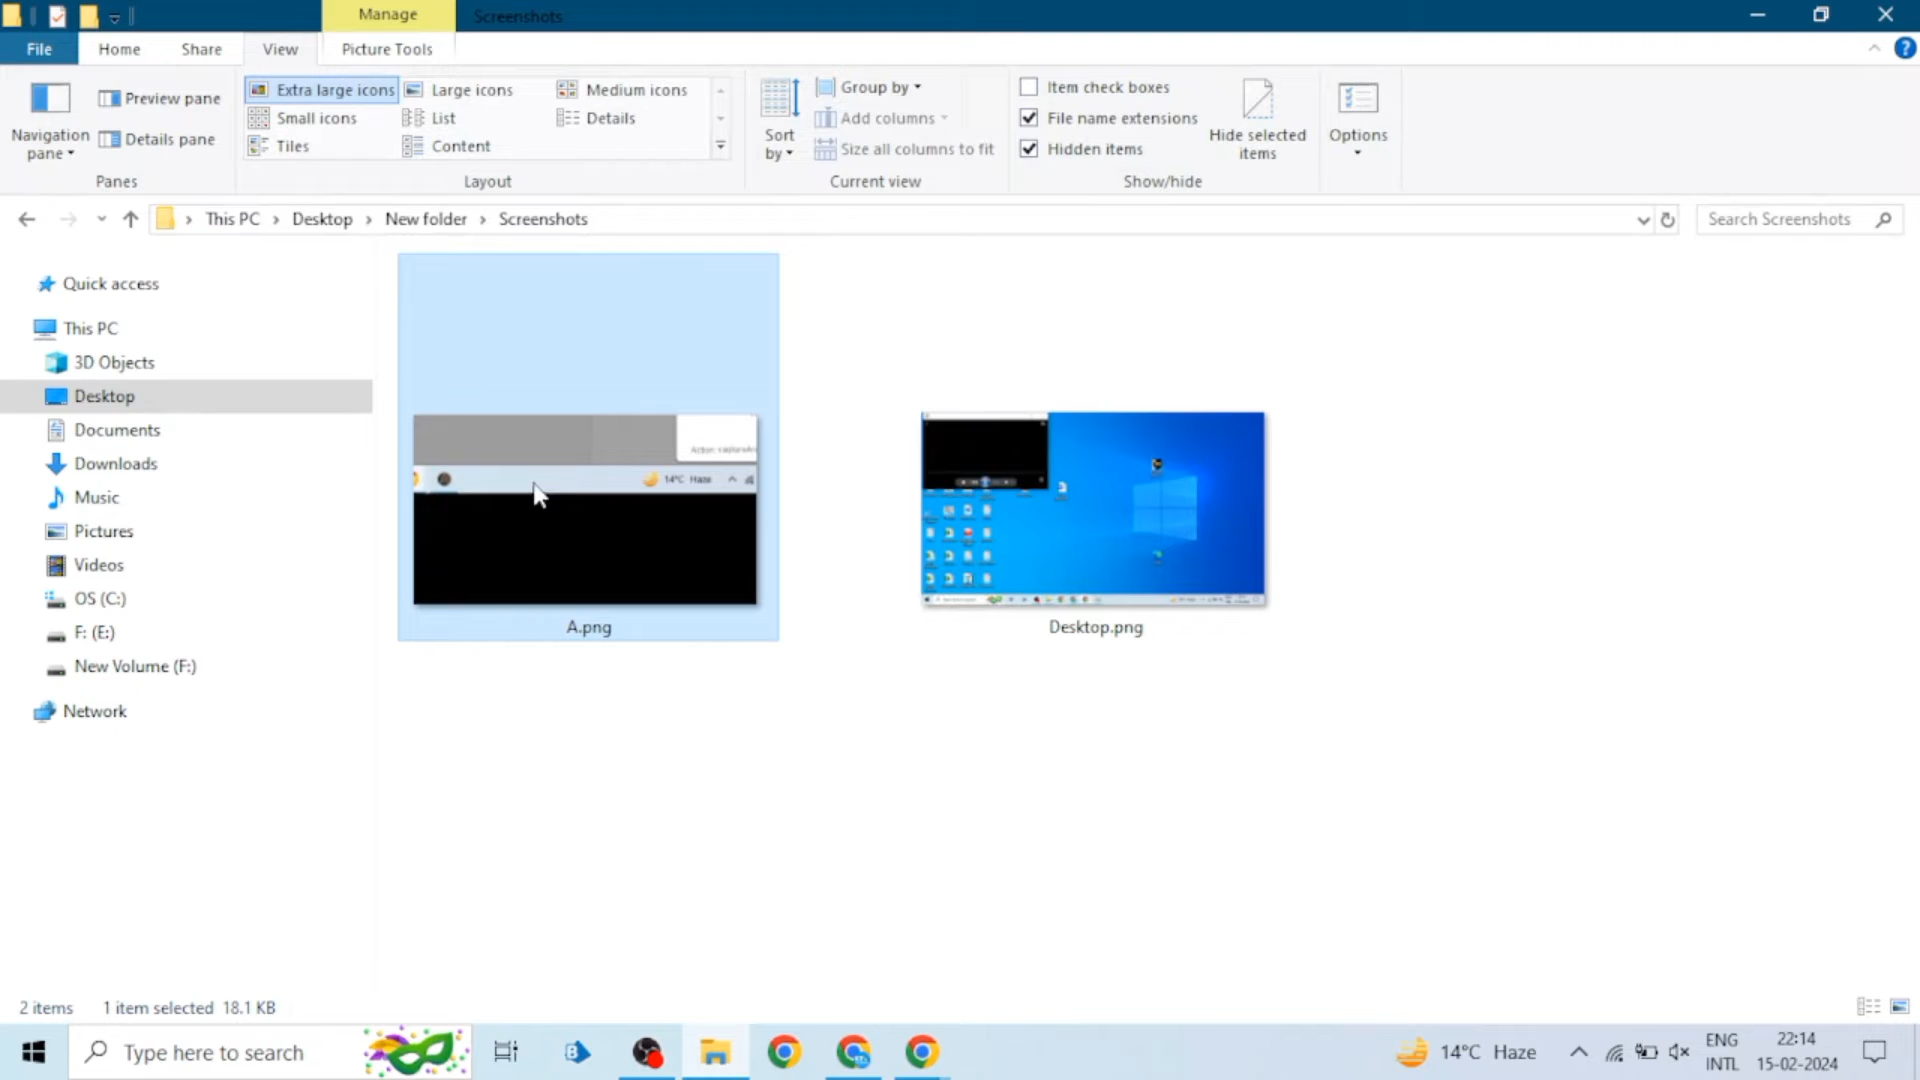 Manage
Screenshots
File
Home
Share
View
Picture Tools
Navigation pane
Preview pane
Details pane
Panes
Extra large icons
Large icons
Medium icons
Small icons
List
Details
Tiles
Content
Layout
Sort by
Group by
Add columns
Size all columns to fit
Current view
Item check boxes
File name extensions
Hidden items
Hide selected items
Show/hide
Options
This PC
Desktop
New folder
Screenshots
Search Screenshots
Quick access
This PC
3D Objects
Desktop
Documents
Downloads
Music
Pictures
Videos
OS (C:)
F: (E:)
New Volume (F:)
Network
14°C Haze
A.png
Desktop.png
2 items
1 item selected 18.1 KB
Type here to search
14°C Haze
ENG
INTL
22:14
15-02-2024